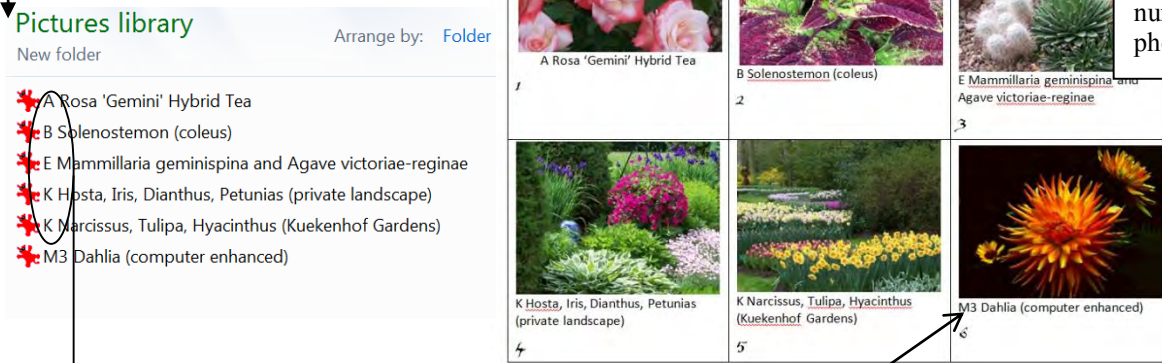 Pictures library
New folder
Arrange by: Folder
A Rosa 'Gemini' Hybrid Tea
B Solenostemon (coleus)
E Mammillaria geminispina and Agave victoriae-reginae
K Hosta, Iris, Dianthus, Petunias (private landscape)
K Narcissus, Tulipa, Hyacinthus (Kuekenhof Gardens)
M3 Dahlia (computer enhanced)
A Rosa ‘Gemini’ Hybrid Tea
1
B Solenostemon (coleus)
2
E Mammillaria geminispina and
Agave victoriae-reginae
3
K Hosta, Iris, Dianthus, Petunias
(private landscape)
4
K Narcissus, Tulipa, Hyacinthus
(Kuekenhof Gardens)
5
M3 Dahlia (computer enhanced)
6